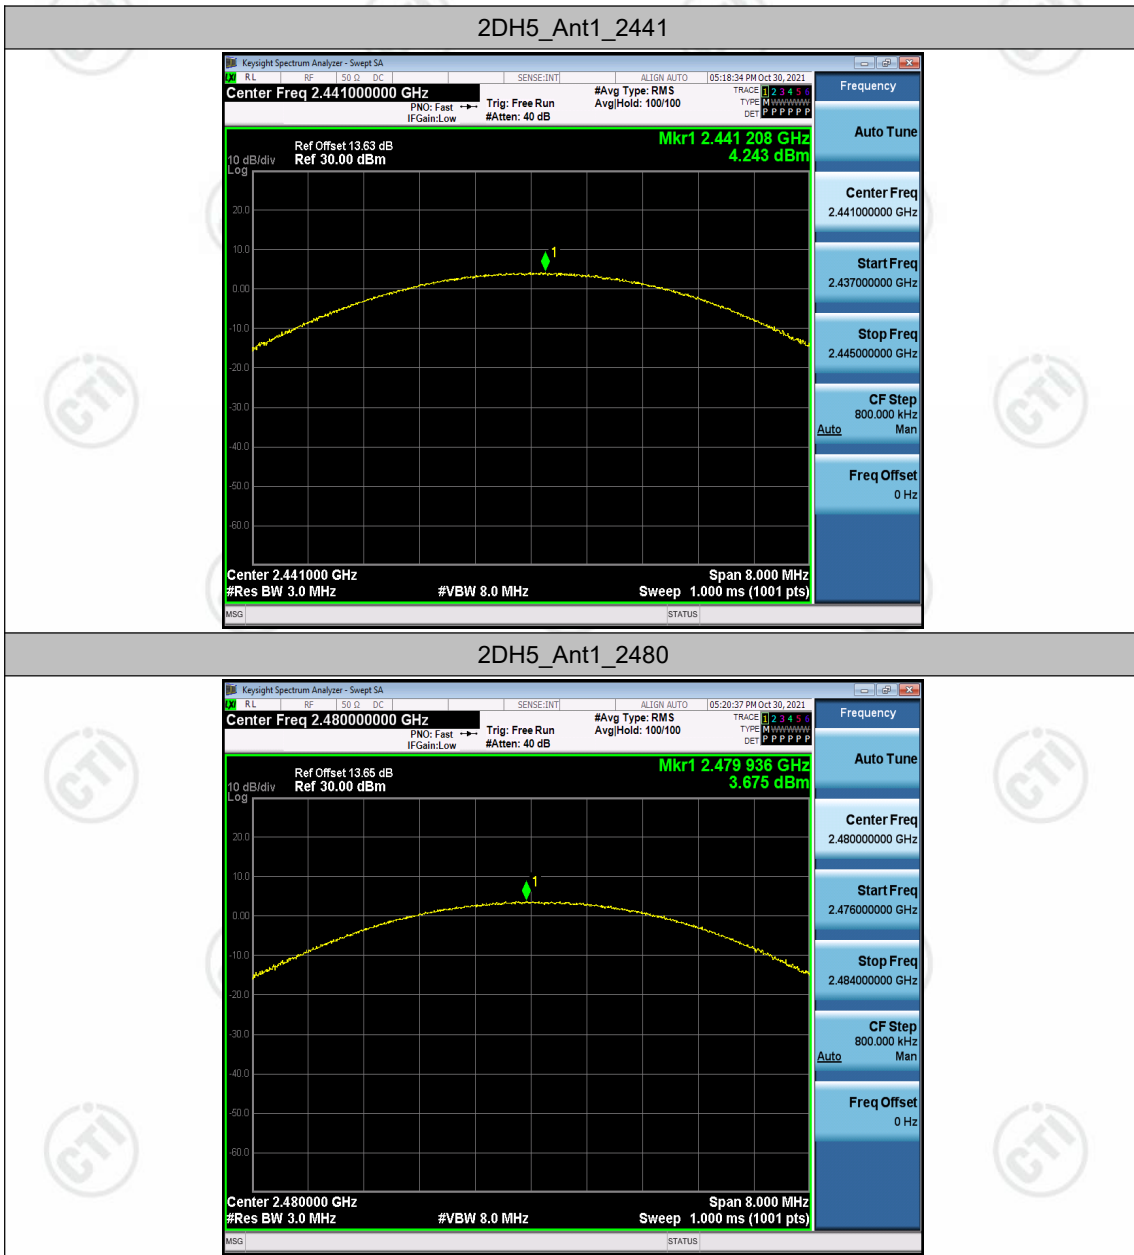 2DH5_Ant1_2441
Keysight Spectrum Analyzer - Swept SA
LXI RL RF 50 Ω DC SENSE:INT ALIGN AUTO 05:18:34 PM Oct 30, 2021
Center Freq 2.441000000 GHz
PNO: Fast
IFGain:Low
Trig: Free Run
#Atten: 40 dB
#Avg Type: RMS
Avg|Hold: 100/100
TRACE 1 2 3 4 5 6
TYPE M WWWWW
DET P P P P P P
Frequency
Ref Offset 13.63 dB
10 dB/div Ref 30.00 dBm
Log
Mkr1 2.441 208 GHz
4.243 dBm
20.0
10.0
0.00
-10.0
-20.0
-30.0
-40.0
-50.0
-60.0
1
Center 2.441000 GHz Span 8.000 MHz
#Res BW 3.0 MHz #VBW 8.0 MHz Sweep 1.000 ms (1001 pts)
MSG STATUS
Auto Tune
Center Freq
2.441000000 GHz
Start Freq
2.437000000 GHz
Stop Freq
2.445000000 GHz
CF Step
800.000 kHz
Auto Man
Freq Offset
0 Hz
2DH5_Ant1_2480
Keysight Spectrum Analyzer - Swept SA
LXI RL RF 50 Ω DC SENSE:INT ALIGN AUTO 05:20:37 PM Oct 30, 2021
Center Freq 2.480000000 GHz
PNO: Fast
IFGain:Low
Trig: Free Run
#Atten: 40 dB
#Avg Type: RMS
Avg|Hold: 100/100
TRACE 1 2 3 4 5 6
TYPE M WWWWW
DET P P P P P P
Frequency
Ref Offset 13.65 dB
10 dB/div Ref 30.00 dBm
Log
Mkr1 2.479 936 GHz
3.675 dBm
20.0
10.0
0.00
-10.0
-20.0
-30.0
-40.0
-50.0
-60.0
1
Center 2.480000 GHz Span 8.000 MHz
#Res BW 3.0 MHz #VBW 8.0 MHz Sweep 1.000 ms (1001 pts)
MSG STATUS
Auto Tune
Center Freq
2.480000000 GHz
Start Freq
2.476000000 GHz
Stop Freq
2.484000000 GHz
CF Step
800.000 kHz
Auto Man
Freq Offset
0 Hz
CTI
CTI
CTI
CTI
CTI
CTI